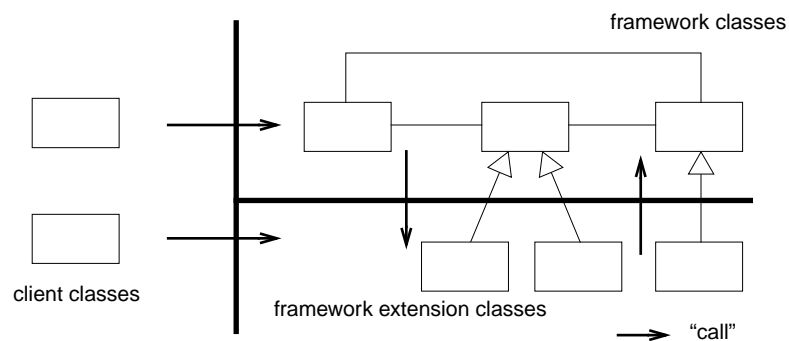 framework classes
client classes
framework extension classes
“call”